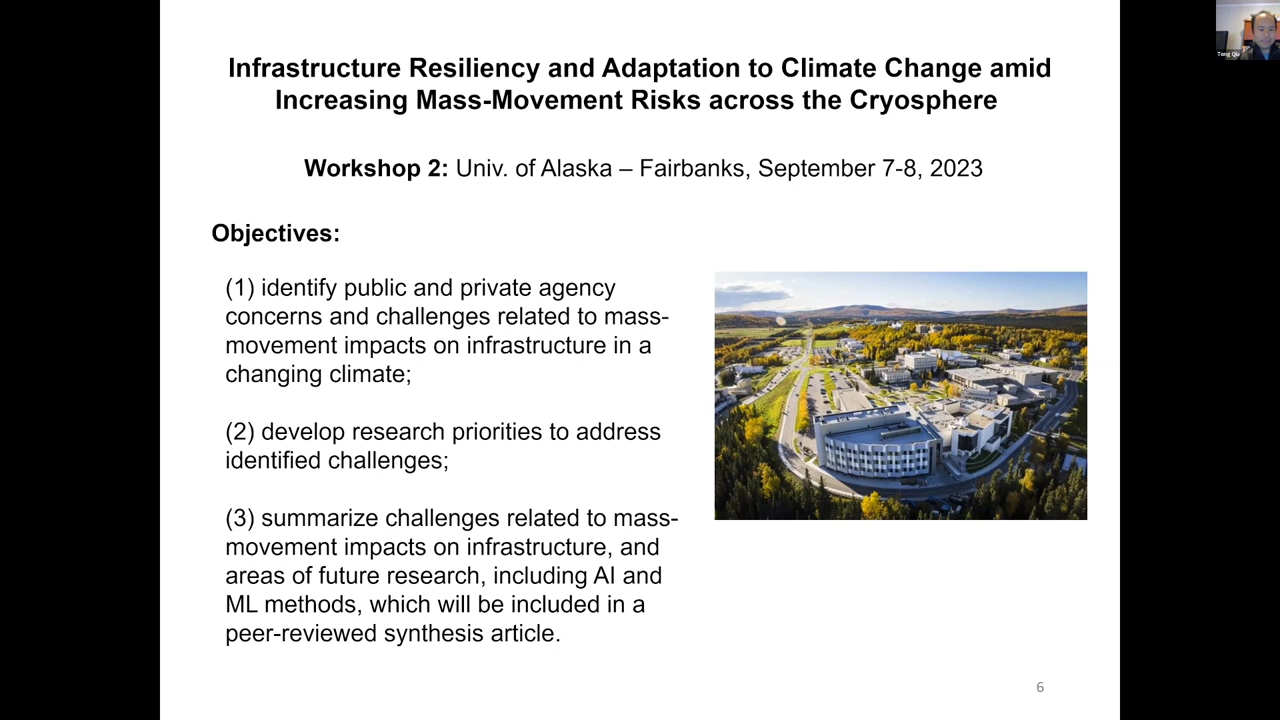 Infrastructure Resiliency and Adaptation to Climate Change amid
Increasing Mass-Movement Risks across the Cryosphere
Workshop 2: Univ. of Alaska – Fairbanks, September 7-8, 2023
Objectives:
(1) identify public and private agency
concerns and challenges related to mass-
movement impacts on infrastructure in a
changing climate;
(2) develop research priorities to address
identified challenges;
(3) summarize challenges related to mass-
movement impacts on infrastructure, and
areas of future research, including AI and
ML methods, which will be included in a
peer-reviewed synthesis article.
6
Tong Qiu